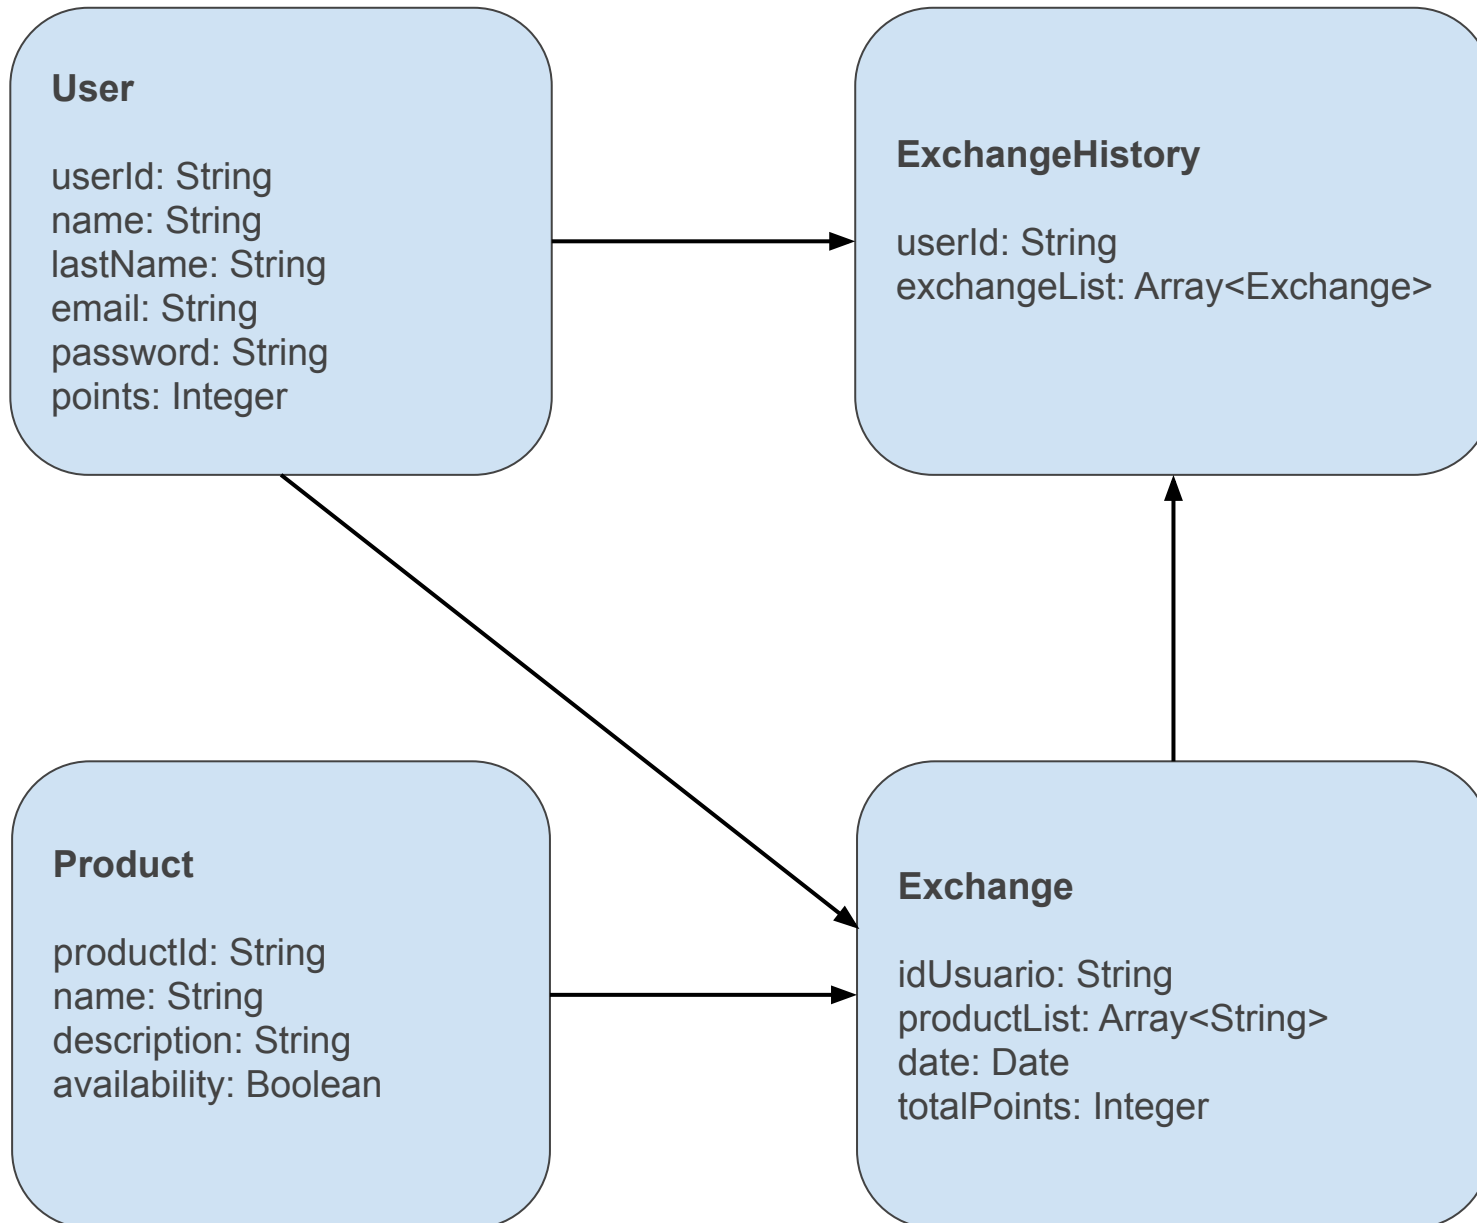 User
userId: String
name: String
lastName: String
email: String
password: String
points: Integer
ExchangeHistory
userId: String
exchangeList: Array<Exchange>
Product
productId: String
name: String
description: String
availability: Boolean
Exchange
idUsuario: String
productList: Array<String>
date: Date
totalPoints: Integer